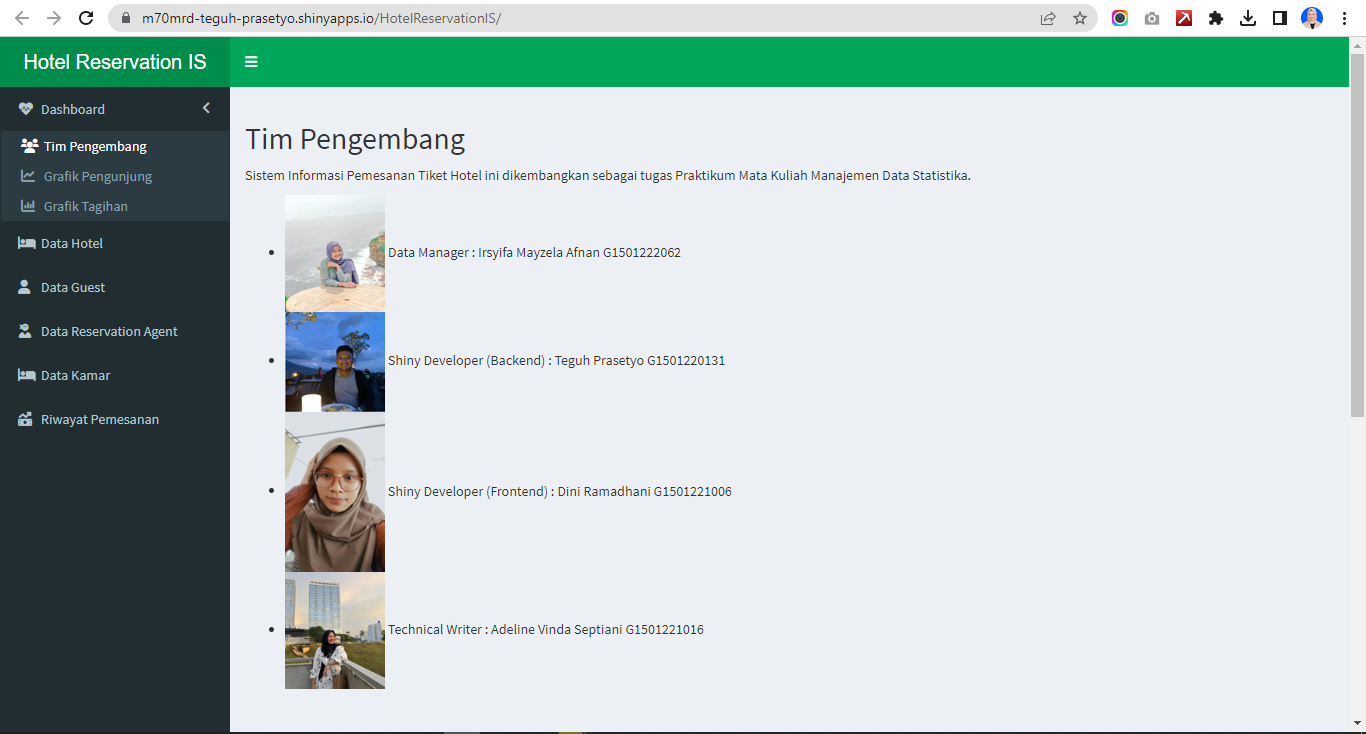 m70mrd-teguh-prasetyo.shinyapps.io/HotelReservationIS/
Hotel Reservation IS
Dashboard
Tim Pengembang
Grafik Pengunjung
Grafik Tagihan
Data Hotel
Data Guest
Data Reservation Agent
Data Kamar
Riwayat Pemesanan
Tim Pengembang
Sistem Informasi Pemesanan Tiket Hotel ini dikembangkan sebagai tugas Praktikum Mata Kuliah Manajemen Data Statistika.
Data Manager : Irsyifa Mayzela Afnan G1501222062
Shiny Developer (Backend) : Teguh Prasetyo G1501220131
Shiny Developer (Frontend) : Dini Ramadhani G1501221006
Technical Writer : Adeline Vinda Septiani G1501221016